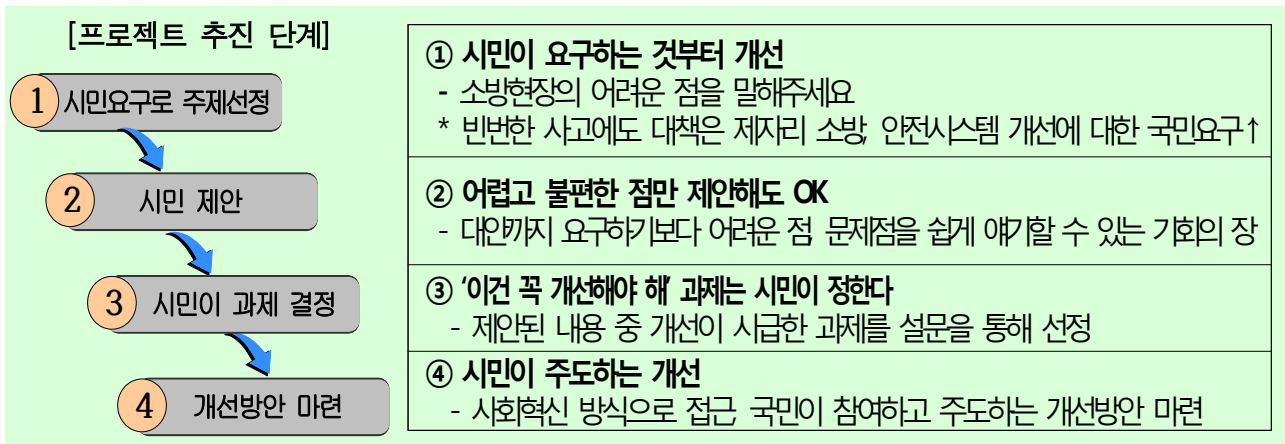 [프로젝트 추진 단계]
1 시민요구로 주제선정
2 시민 제안
3 시민이 과제 결정
4 개선방안 마련
① 시민이 요구하는 것부터 개선
- 소방현장의 어려운 점을 말해주세요
* 빈번한 사고에도 대책은 제자리 소방, 안전시스템 개선에 대한 국민요구↑
② 어렵고 불편한 점만 제안해도 OK
- 대안까지 요구하기보다 어려운 점, 문제점을 쉽게 얘기할 수 있는 기회의 장
③ ‘이건 꼭 개선해야 해’ 과제는 시민이 정한다
- 제안된 내용 중 개선이 시급한 과제를 설문을 통해 선정
④ 시민이 주도하는 개선
- 사회혁신 방식으로 접근, 국민이 참여하고 주도하는 개선방안 마련